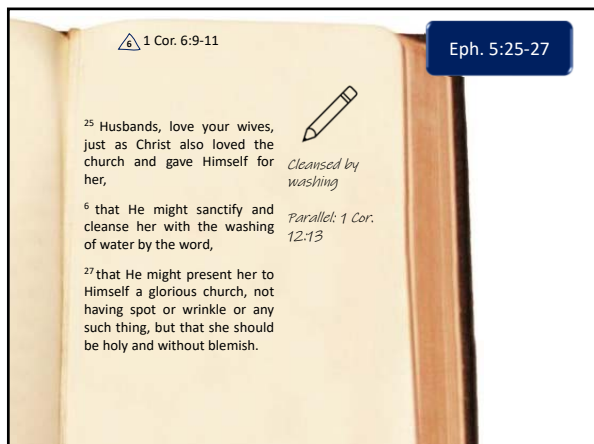 6 1 Cor. 6:9-11
Eph. 5:25-27
25 Husbands, love your wives,
just as Christ also loved the
church and gave Himself for
her,
6 that He might sanctify and
cleanse her with the washing
of water by the word,
27 that He might present her to
Himself a glorious church, not
having spot or wrinkle or any
such thing, but that she should
be holy and without blemish.
Cleansed by
washing
Parallel: 1 Cor.
12:13